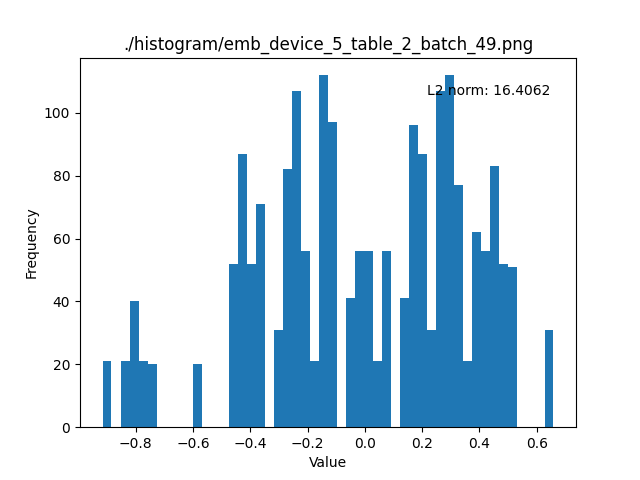 ./histogram/emb_device_5_table_2_batch_49.png
L2 norm: 16.4062
100
80
60
40
20
0
Frequency
−0.8 −0.6 −0.4 −0.2 0.0 0.2 0.4 0.6
Value